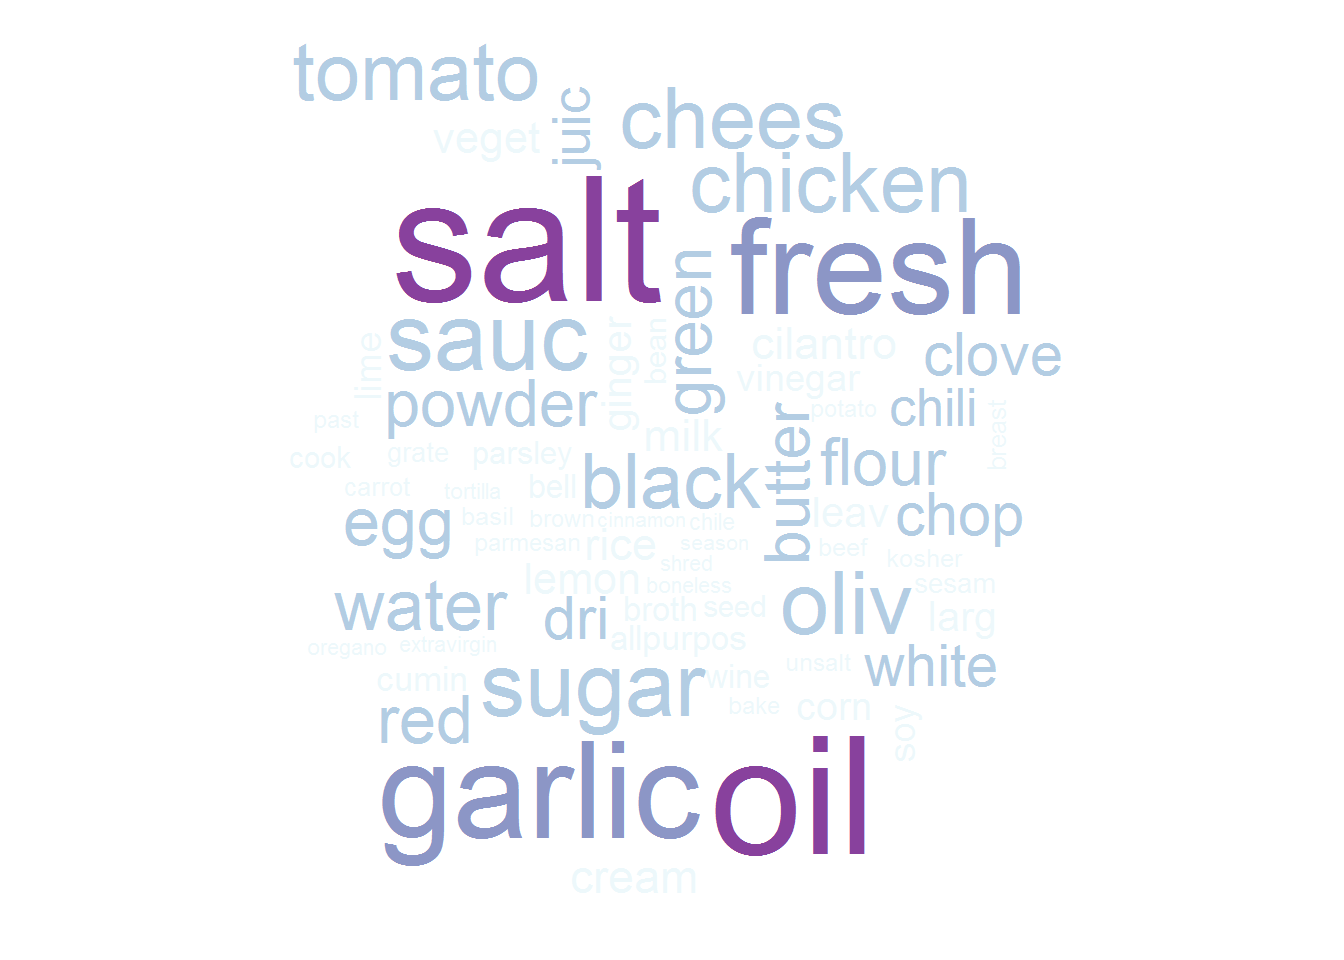 tomato
juic
chees
veget
chicken
salt
fresh
green
sauc
lime
ginger
bean
cilantro
clove
vinegar
powder
butter
potato
chili
breast
past
milk
cook
grate
parsley
flour
black
carrot
tortilla
bell
leav
chop
egg
basil
brown
cinnamon
chile
parmesan
rice
season
beef
kosher
shred
lemon
boneless
sesam
water
dri
broth
seed
oliv
larg
oregano
extravirgin
allpurpos
unsalt
white
cumin
sugar
wine
bake
corn
soy
red
garlic
oil
cream